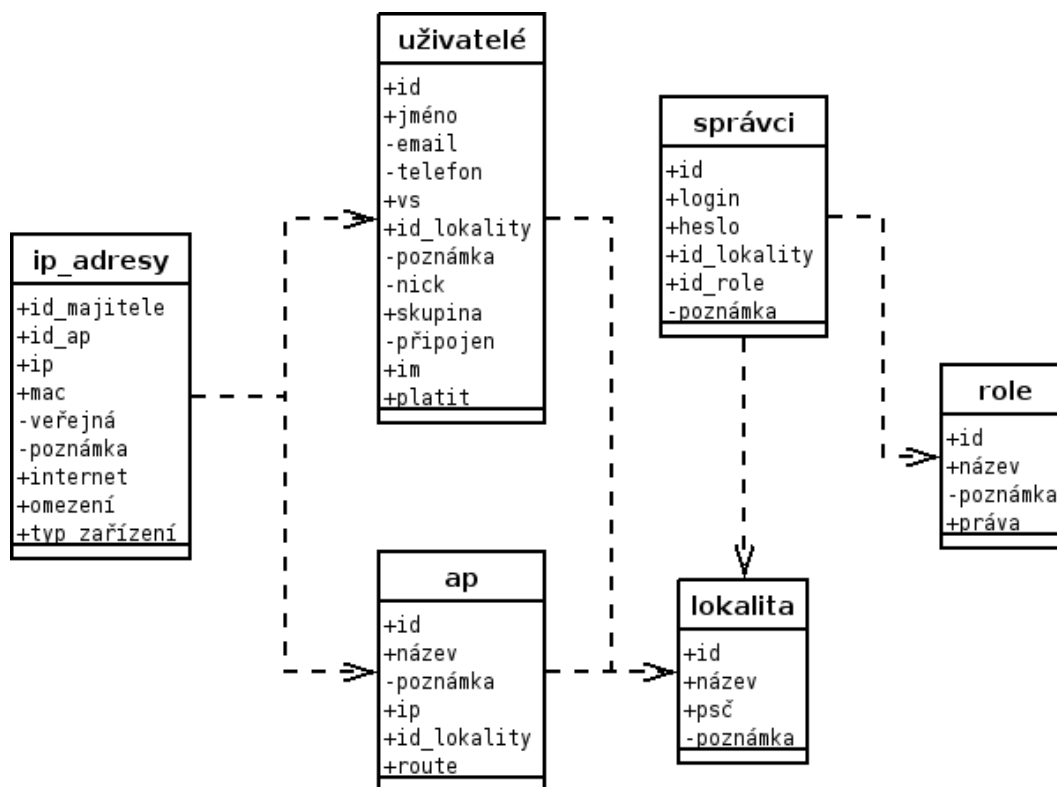 uživatelé
+id
+jméno
-email
-telefon
+vs
+id_lokality
-poznámka
-nick
+skupina
-připojen
+im
+platit
správci
+id
+login
+heslo
+id_lokality
+id_role
-poznámka
ip_adresy
+id_majitele
+id_ap
+ip
+mac
-veřejná
-poznámka
+internet
+omezení
+typ_zařízení
role
+id
+název
-poznámka
+práva
ap
+id
+název
-poznámka
+ip
+id_lokality
+route
lokalita
+id
+název
+psč
-poznámka